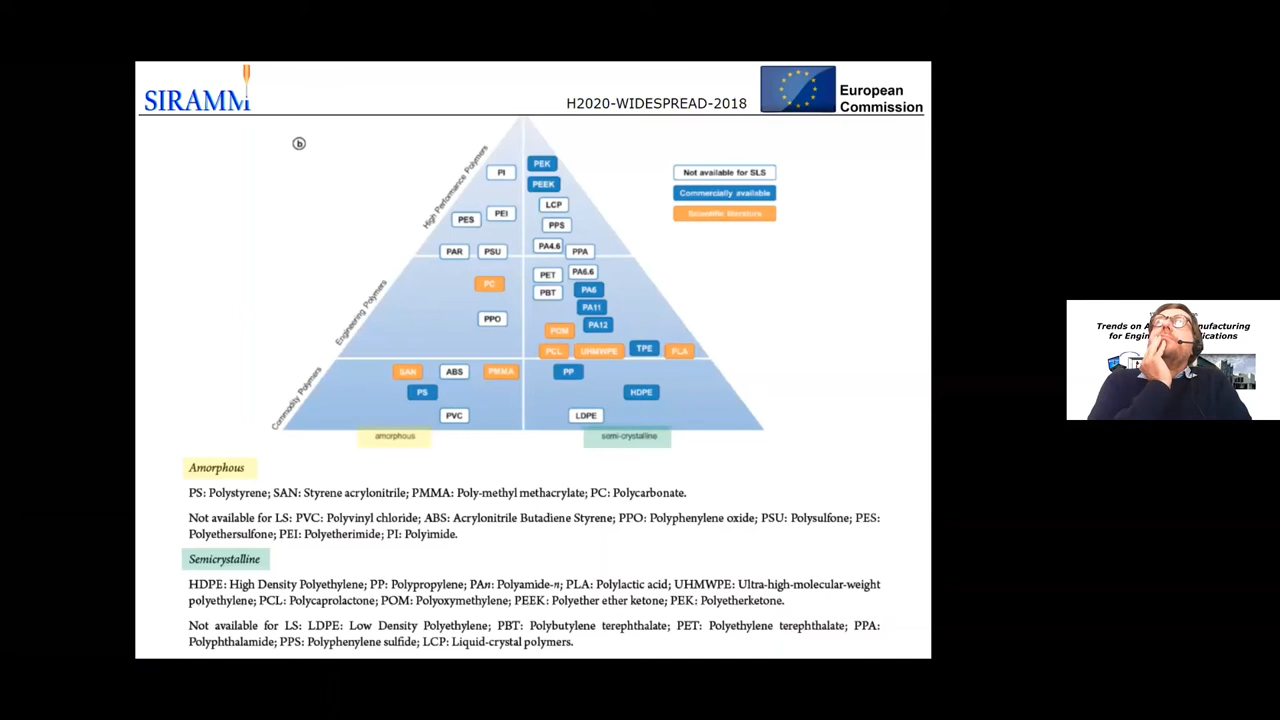 SIRAMM
H2020-WIDESPREAD-2018
European
Commission
b
High Performance Polymers
Engineering Polymers
Commodity Polymers
PI
PEK
PEEK
PES
PEI
LCP
PPS
PAR
PSU
PA4.6
PPA
PC
PET
PA6.6
PBT
PA6
PA11
PPO
POM
PA12
PCL
UHMWPE
TPE
PLA
SAN
ABS
PMMA
PP
PS
HDPE
PVC
LDPE
amorphous
semi-crystalline
Not available for SLS
Commercially available
Scientific literature
Amorphous
PS: Polystyrene; SAN: Styrene acrylonitrile; PMMA: Poly-methyl methacrylate; PC: Polycarbonate.
Not available for LS: PVC: Polyvinyl chloride; ABS: Acrylonitrile Butadiene Styrene; PPO: Polyphenylene oxide; PSU: Polysulfone; PES:
Polyethersulfone; PEI: Polyetherimide; PI: Polyimide.
Semicrystalline
HDPE: High Density Polyethylene; PP: Polypropylene; PAn: Polyamide-n; PLA: Polylactic acid; UHMWPE: Ultra-high-molecular-weight
polyethylene; PCL: Polycaprolactone; POM: Polyoxymethylene; PEEK: Polyether ether ketone; PEK: Polyetherketone.
Not available for LS: LDPE: Low Density Polyethylene; PBT: Polybutylene terephthalate; PET: Polyethylene terephthalate; PPA:
Polyphthalamide; PPS: Polyphenylene sulfide; LCP: Liquid-crystal polymers.
Trends on
for